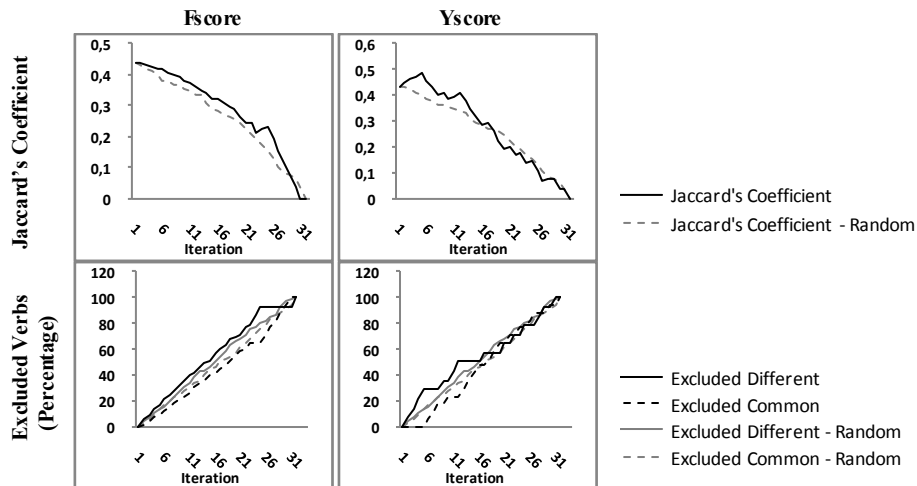 Fscore
Yscore
Jaccard's Coefficient
0,5
0,4
0,3
0,2
0,1
0
1 6 11 16 21 26 31
Iteration
0,6
0,5
0,4
0,3
0,2
0,1
0
1 6 11 16 21 26 31
Iteration
Jaccard's Coefficient
Jaccard's Coefficient - Random
Excluded Verbs
(Percentage)
120
100
80
60
40
20
0
1 6 11 16 21 26 31
Iteration
120
100
80
60
40
20
0
1 6 11 16 21 26 31
Iteration
Excluded Different
Excluded Common
Excluded Different - Random
Excluded Common - Random